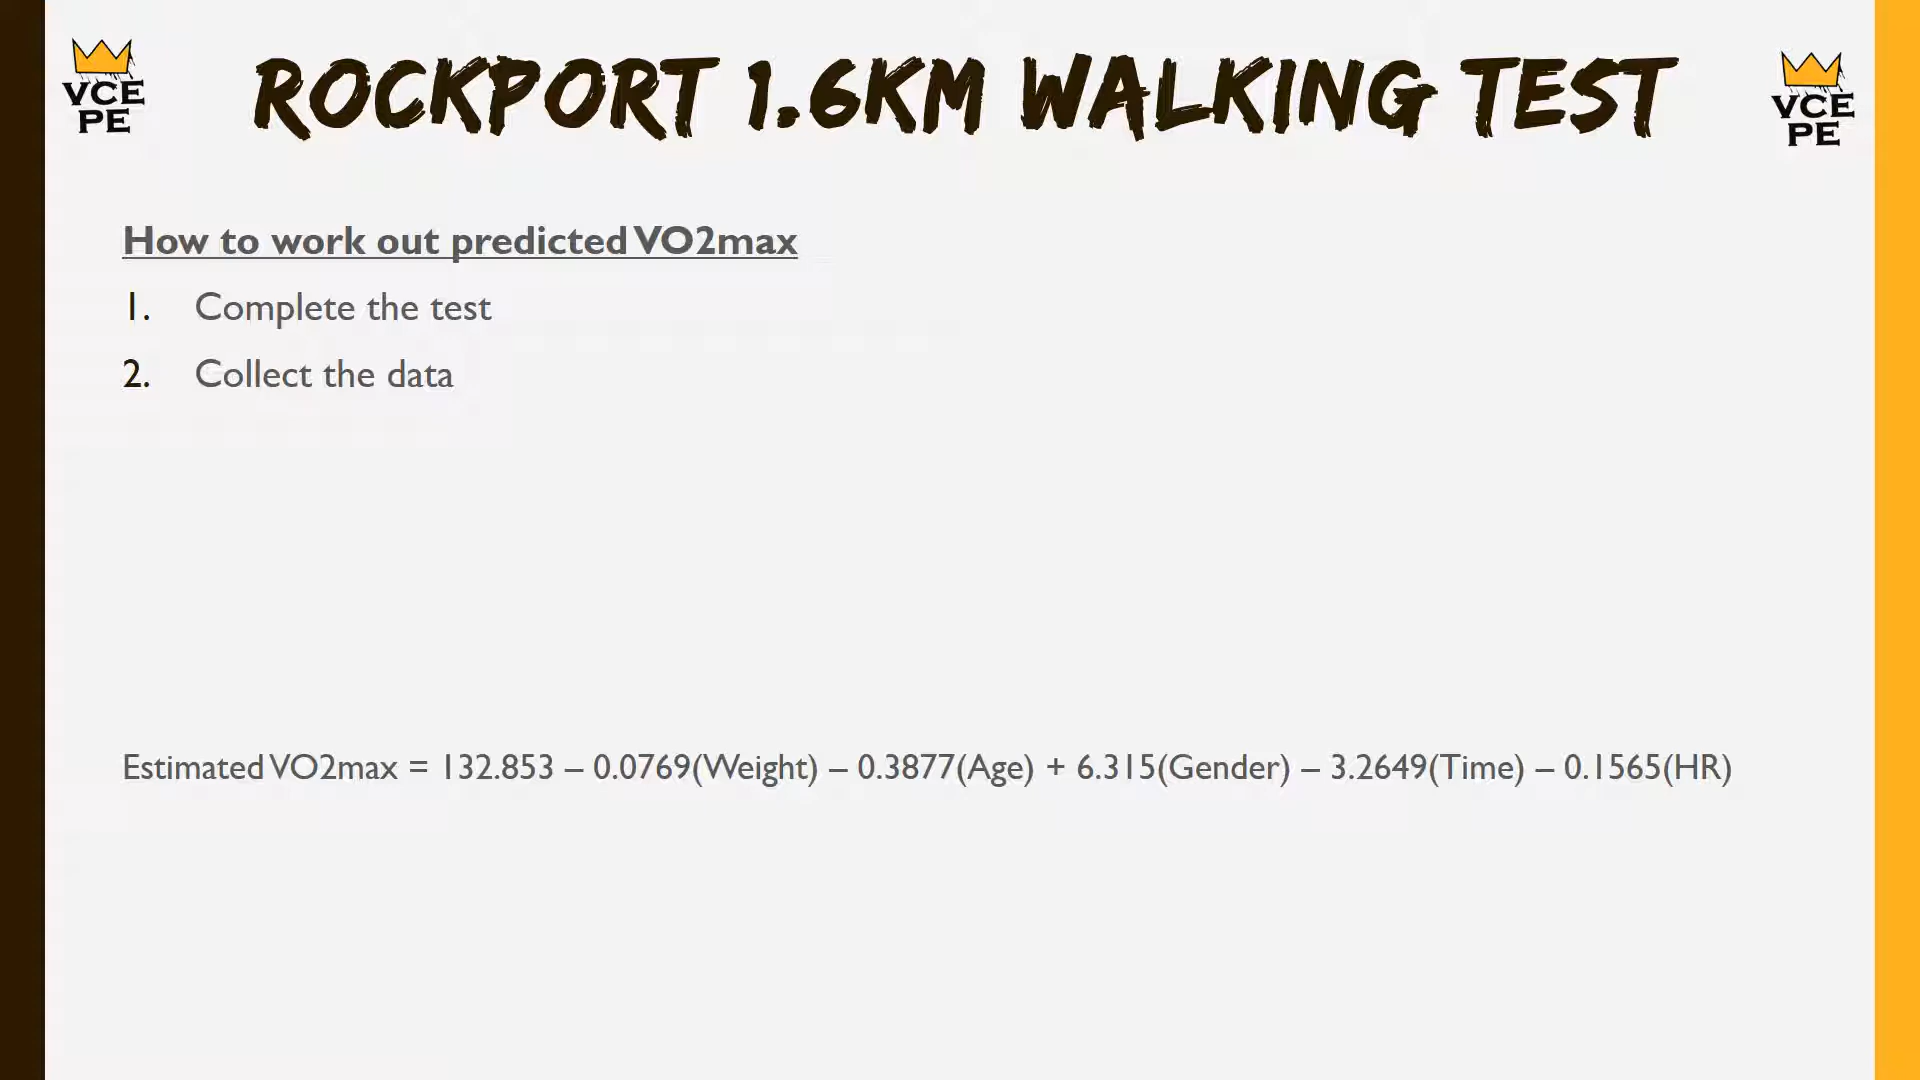 VCE
PE
ROCKPORT 1.6KM WALKING TEST
VCE
PE
How to work out predicted VO2max
1. Complete the test
2. Collect the data
Estimated VO2max = 132.853 – 0.0769(Weight) – 0.3877(Age) + 6.315(Gender) – 3.2649(Time) – 0.1565(HR)